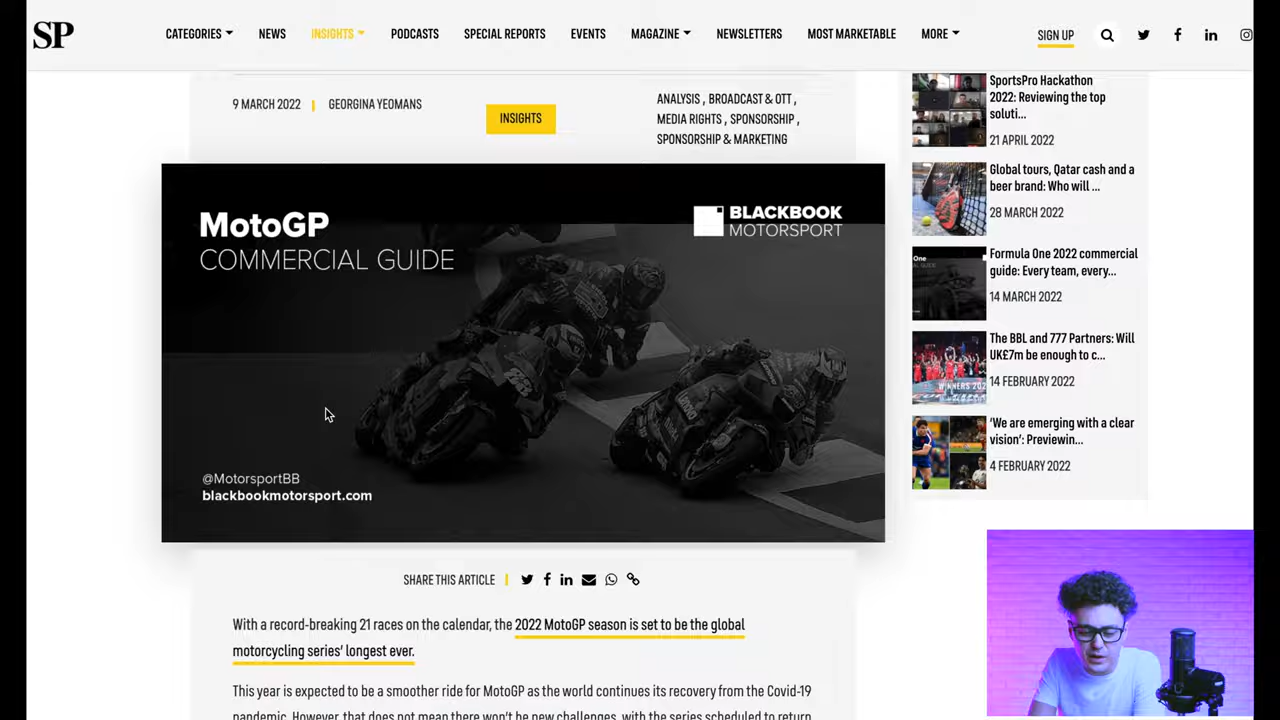 SP
CATEGORIES NEWS INSIGHTS PODCASTS SPECIAL REPORTS EVENTS MAGAZINE NEWSLETTERS MOST MARKETABLE MORE SIGN UP
9 MARCH 2022 | GEORGINA YEOMANS
INSIGHTS
ANALYSIS , BROADCAST & OTT ,
MEDIA RIGHTS , SPONSORSHIP ,
SPONSORSHIP & MARKETING
MotoGP
COMMERCIAL GUIDE
BLACKBOOK
MOTORSPORT
@MotorsportBB
blackbookmotorsport.com
SHARE THIS ARTICLE |
With a record-breaking 21 races on the calendar, the 2022 MotoGP season is set to be the global
motorcycling series' longest ever.
This year is expected to be a smoother ride for MotoGP as the world continues its recovery from the Covid-19
pandemic. However, that does not mean there won't be new challenges, with the series scheduled to return
SportsPro Hackathon
2022: Reviewing the top
soluti...
21 APRIL 2022
Global tours, Qatar cash and a
beer brand: Who will ...
28 MARCH 2022
Formula One 2022 commercial
guide: Every team, every...
14 MARCH 2022
The BBL and 777 Partners: Will
UK£7m be enough to c...
14 FEBRUARY 2022
'We are emerging with a clear
vision': Previewin...
4 FEBRUARY 2022